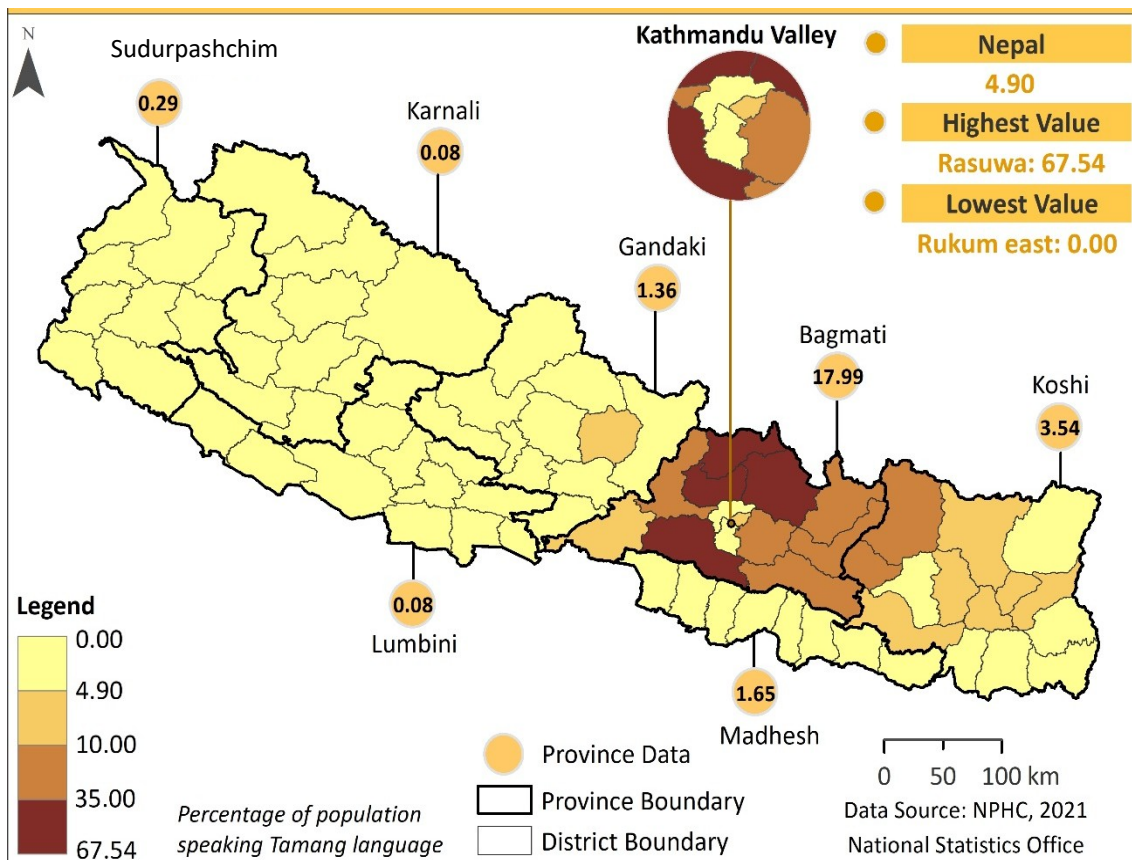 N
Sudurpashchim
0.29
Karnali
0.08
Kathmandu Valley
Nepal
4.90
Highest Value
Rasuwa: 67.54
Lowest Value
Rukum east: 0.00
Gandaki
1.36
Bagmati
17.99
Koshi
3.54
0.08
Lumbini
1.65
Madhesh
Legend
0.00
4.90
10.00
35.00
67.54
Percentage of population
speaking Tamang language
Province Data
Province Boundary
District Boundary
0 50 100 km
Data Source: NPHC, 2021
National Statistics Office